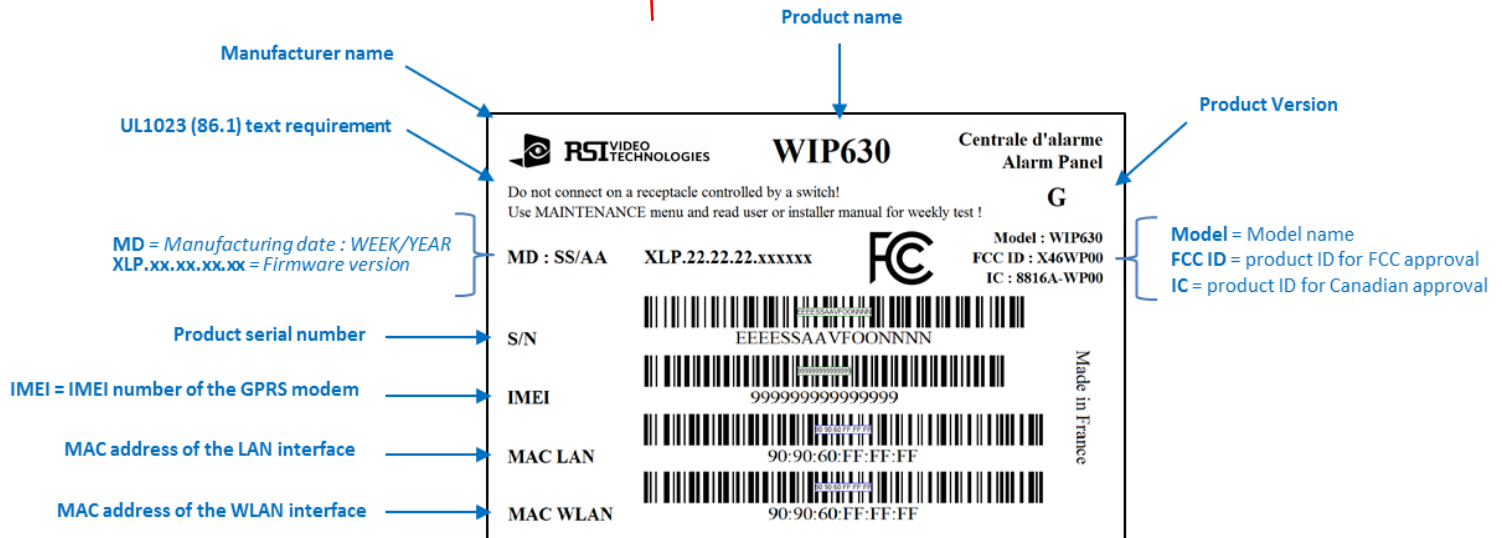 Product name
Manufacturer name
Product Version
UL1023 (86.1) text requirement
RSI VIDEO TECHNOLOGIES
WIP630
Centrale d'alarme
Alarm Panel
Do not connect on a receptacle controlled by a switch!
G
Use MAINTENANCE menu and read user or installer manual for weekly test !
MD = Manufacturing date : WEEK/YEAR
XLP.xx.xx.xx.xx = Firmware version
MD : SS/AA
XLP.22.22.22.xxxxxx
FC
Model : WIP630
FCC ID : X46WP00
IC : 8816A-WP00
Model = Model name
FCC ID = product ID for FCC approval
IC = product ID for Canadian approval
EEEESSAAVFOONNNN
Product serial number
S/N
EEEESSAAVFOONNNN
999999999999999
IMEI = IMEI number of the GPRS modem
IMEI
999999999999999
Made in France
90:90:60:FF:FF:FF
MAC address of the LAN interface
MAC LAN
90:90:60:FF:FF:FF
90:90:60:FF:FF:FF
MAC address of the WLAN interface
MAC WLAN
90:90:60:FF:FF:FF